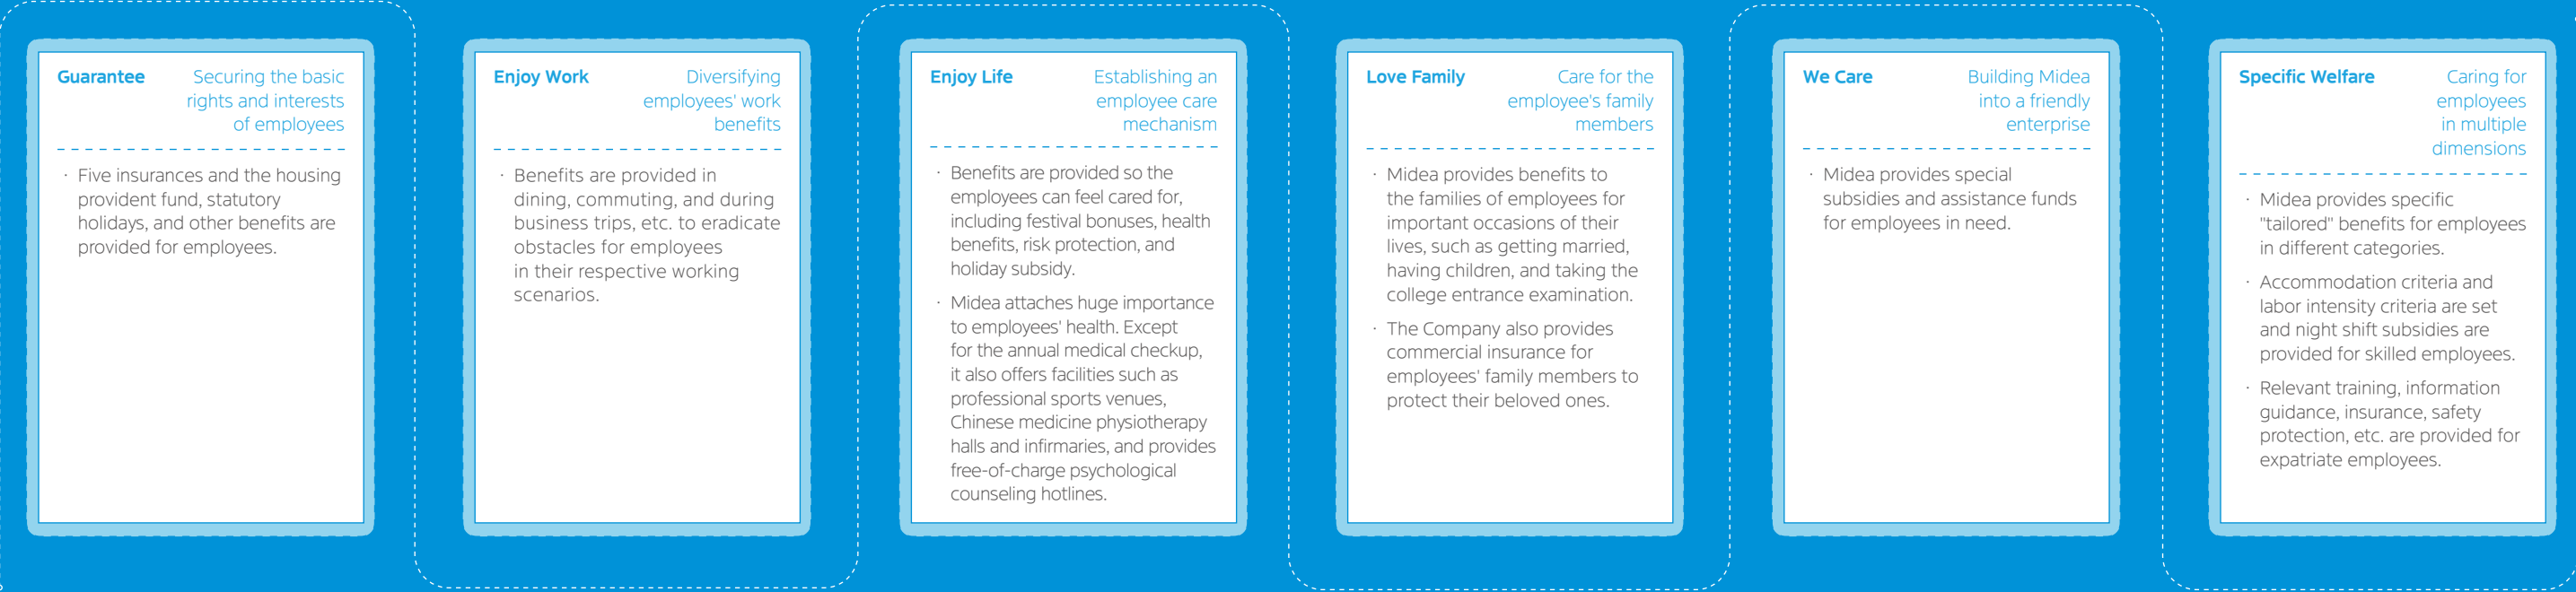 Guarantee
Securing the basic
rights and interests
of employees
· Five insurances and the housing
provident fund, statutory
holidays, and other benefits are
provided for employees.
Enjoy Work
Diversifying
employees' work
benefits
· Benefits are provided in
dining, commuting, and during
business trips, etc. to eradicate
obstacles for employees
in their respective working
scenarios.
Enjoy Life
Establishing an
employee care
mechanism
· Benefits are provided so the
employees can feel cared for,
including festival bonuses, health
benefits, risk protection, and
holiday subsidy.
· Midea attaches huge importance
to employees' health. Except
for the annual medical checkup,
it also offers facilities such as
professional sports venues,
Chinese medicine physiotherapy
halls and infirmaries, and provides
free-of-charge psychological
counseling hotlines.
Love Family
Care for the
employee's family
members
· Midea provides benefits to
the families of employees for
important occasions of their
lives, such as getting married,
having children, and taking the
college entrance examination.
· The Company also provides
commercial insurance for
employees' family members to
protect their beloved ones.
We Care
Building Midea
into a friendly
enterprise
· Midea provides special
subsidies and assistance funds
for employees in need.
Specific Welfare
Caring for
employees
in multiple
dimensions
· Midea provides specific
"tailored" benefits for employees
in different categories.
· Accommodation criteria and
labor intensity criteria are set
and night shift subsidies are
provided for skilled employees.
· Relevant training, information
guidance, insurance, safety
protection, etc. are provided for
expatriate employees.